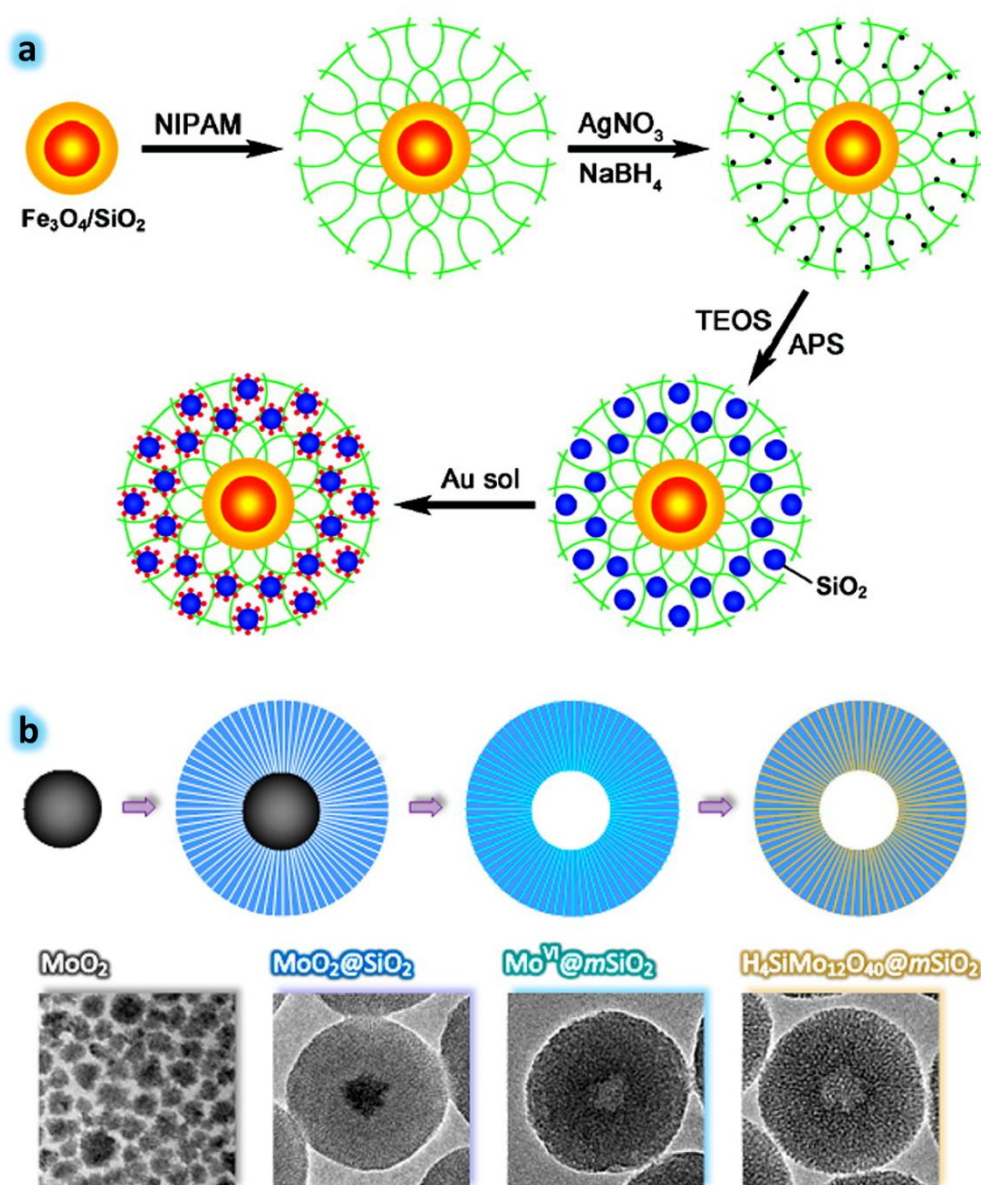 a
NIPAM
AgNO₃
NaBH₄
Fe₃O₄/SiO₂
TEOS
APS
Au sol
SiO₂
b
MoO₂
MoO₂@SiO₂
Moⱽᴵ@mSiO₂
H₄SiMo₁₂O₄₀@mSiO₂